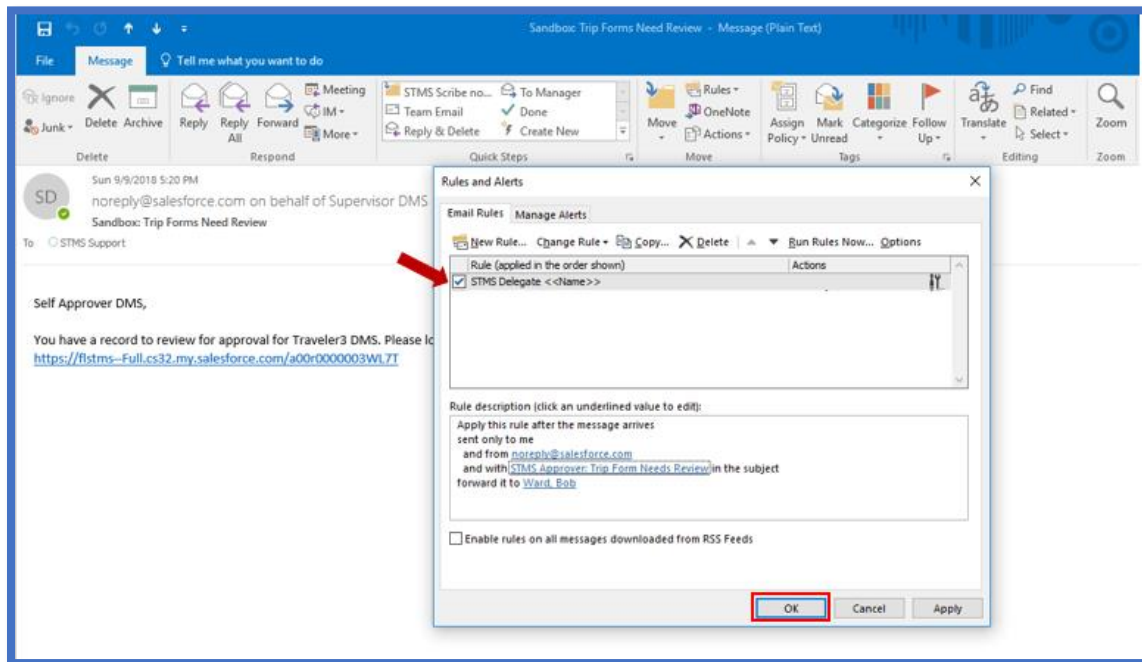 Sandbox: Trip Forms Need Review - Message (Plain Text)
File Message Tell me what you want to do
Ignore
Junk
Delete
Archive
Reply
Reply All
Forward
Meeting
IM
More
STMS Scribe no...
Team Email
Reply & Delete
To Manager
Done
Create New
Move
Rules
OneNote
Actions
Assign Policy
Mark Unread
Categorize
Follow Up
Translate
Find
Related
Select
Zoom
Delete Respond Quick Steps Move Tags Editing Zoom
SD
Sun 9/9/2018 5:20 PM
noreply@salesforce.com on behalf of Supervisor DMS
Sandbox: Trip Forms Need Review
To STMS Support
Self Approver DMS,
You have a record to review for approval for Traveler3 DMS. Please lo
https://flstms--Full.cs32.my.salesforce.com/a00r0000003WL7T
Rules and Alerts
Email Rules Manage Alerts
New Rule... Change Rule Copy... Delete Run Rules Now... Options
Rule (applied in the order shown) Actions
STMS Delegate <<Name>>
Rule description (click an underlined value to edit):
Apply this rule after the message arrives
sent only to me
and from noreply@salesforce.com
and with STMS Approver: Trip Form Needs Review in the subject
forward it to Ward, Bob
Enable rules on all messages downloaded from RSS Feeds
OK Cancel Apply